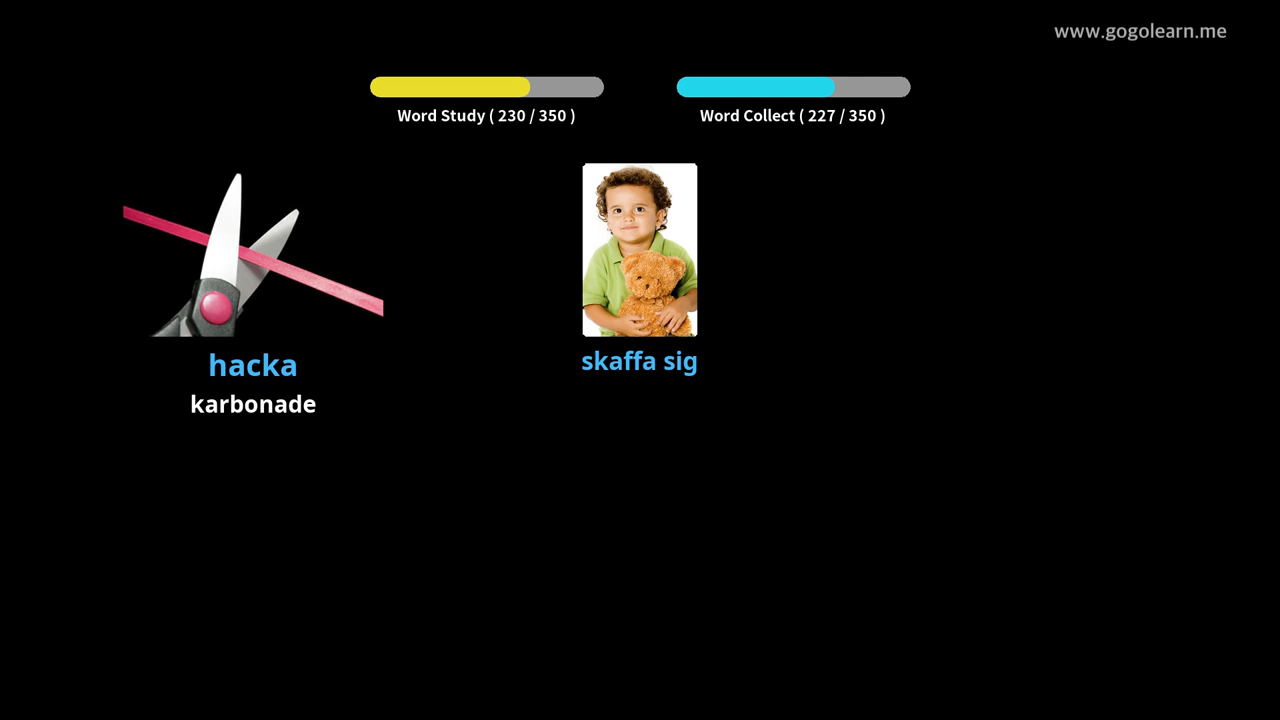 www.gogolearn.me
Word Study ( 230 / 350 )
Word Collect ( 227 / 350 )
hacka
karbonade
skaffa sig